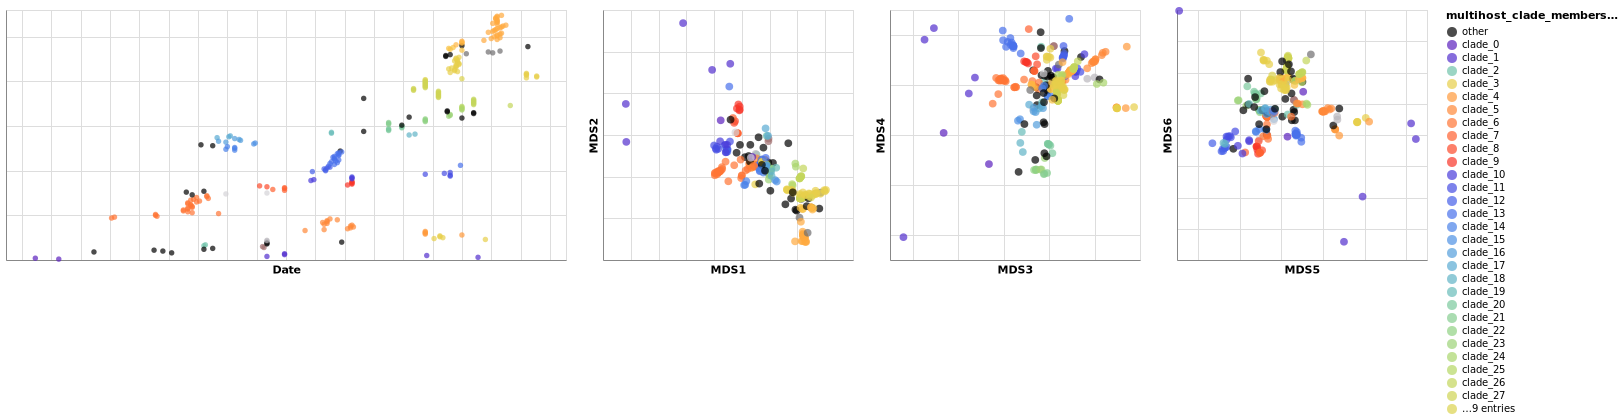 Date
MDS2
MDS1
MDS4
MDS3
MDS6
MDS5
multihost_clade_members…
other
clade_0
clade_1
clade_2
clade_3
clade_4
clade_5
clade_6
clade_7
clade_8
clade_9
clade_10
clade_11
clade_12
clade_13
clade_14
clade_15
clade_16
clade_17
clade_18
clade_19
clade_20
clade_21
clade_22
clade_23
clade_24
clade_25
clade_26
clade_27
…9 entries